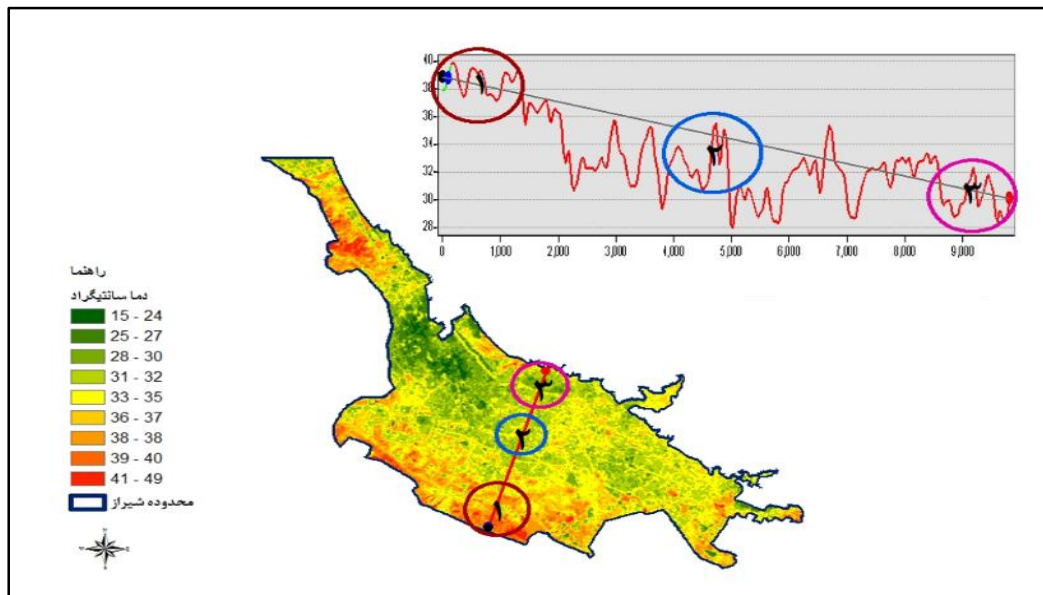 40
38
36
34
32
30
28
0
1,000
2,000
3,000
4,000
5,000
6,000
7,000
8,000
9,000
۱
۲
۳
راهنما
دما سانتیگراد
15 - 24
25 - 27
28 - 30
31 - 32
33 - 35
36 - 37
38 - 38
39 - 40
41 - 49
محدوده شیراز
۳
۲
۱